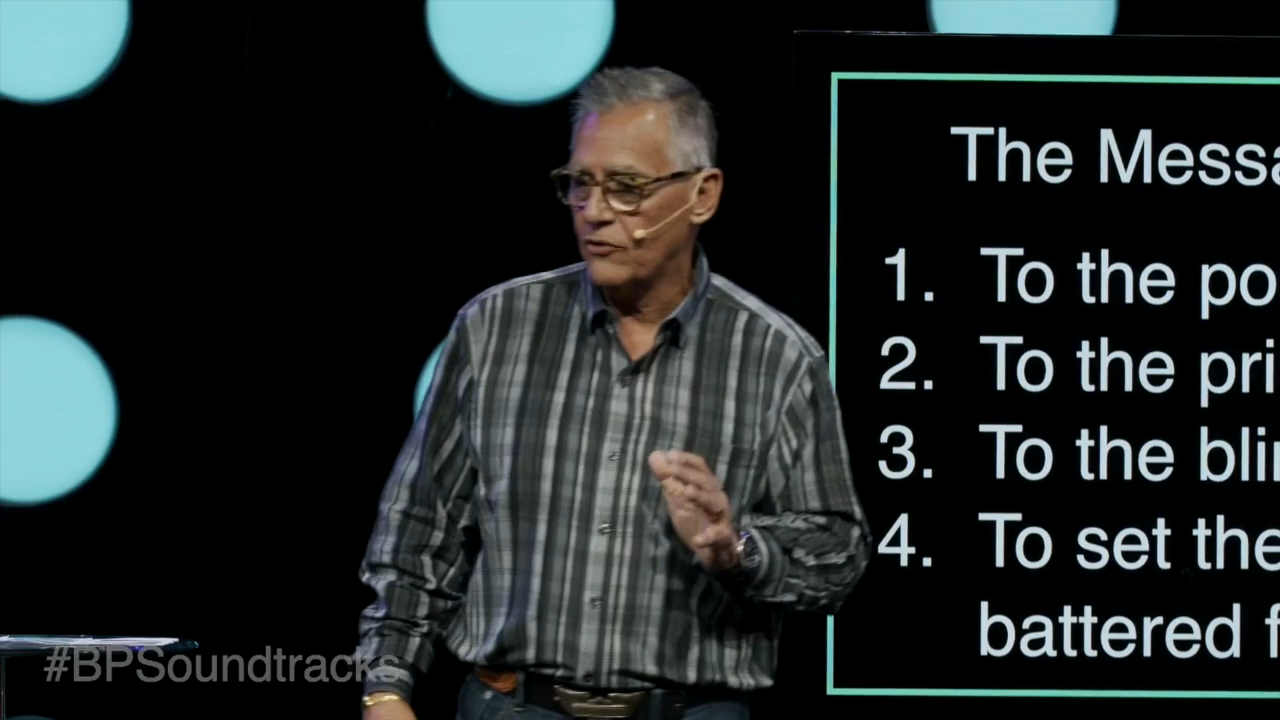 The Messa
1. To the po
2. To the pri
3. To the blin
4. To set the
battered f
#BPSoundtracks